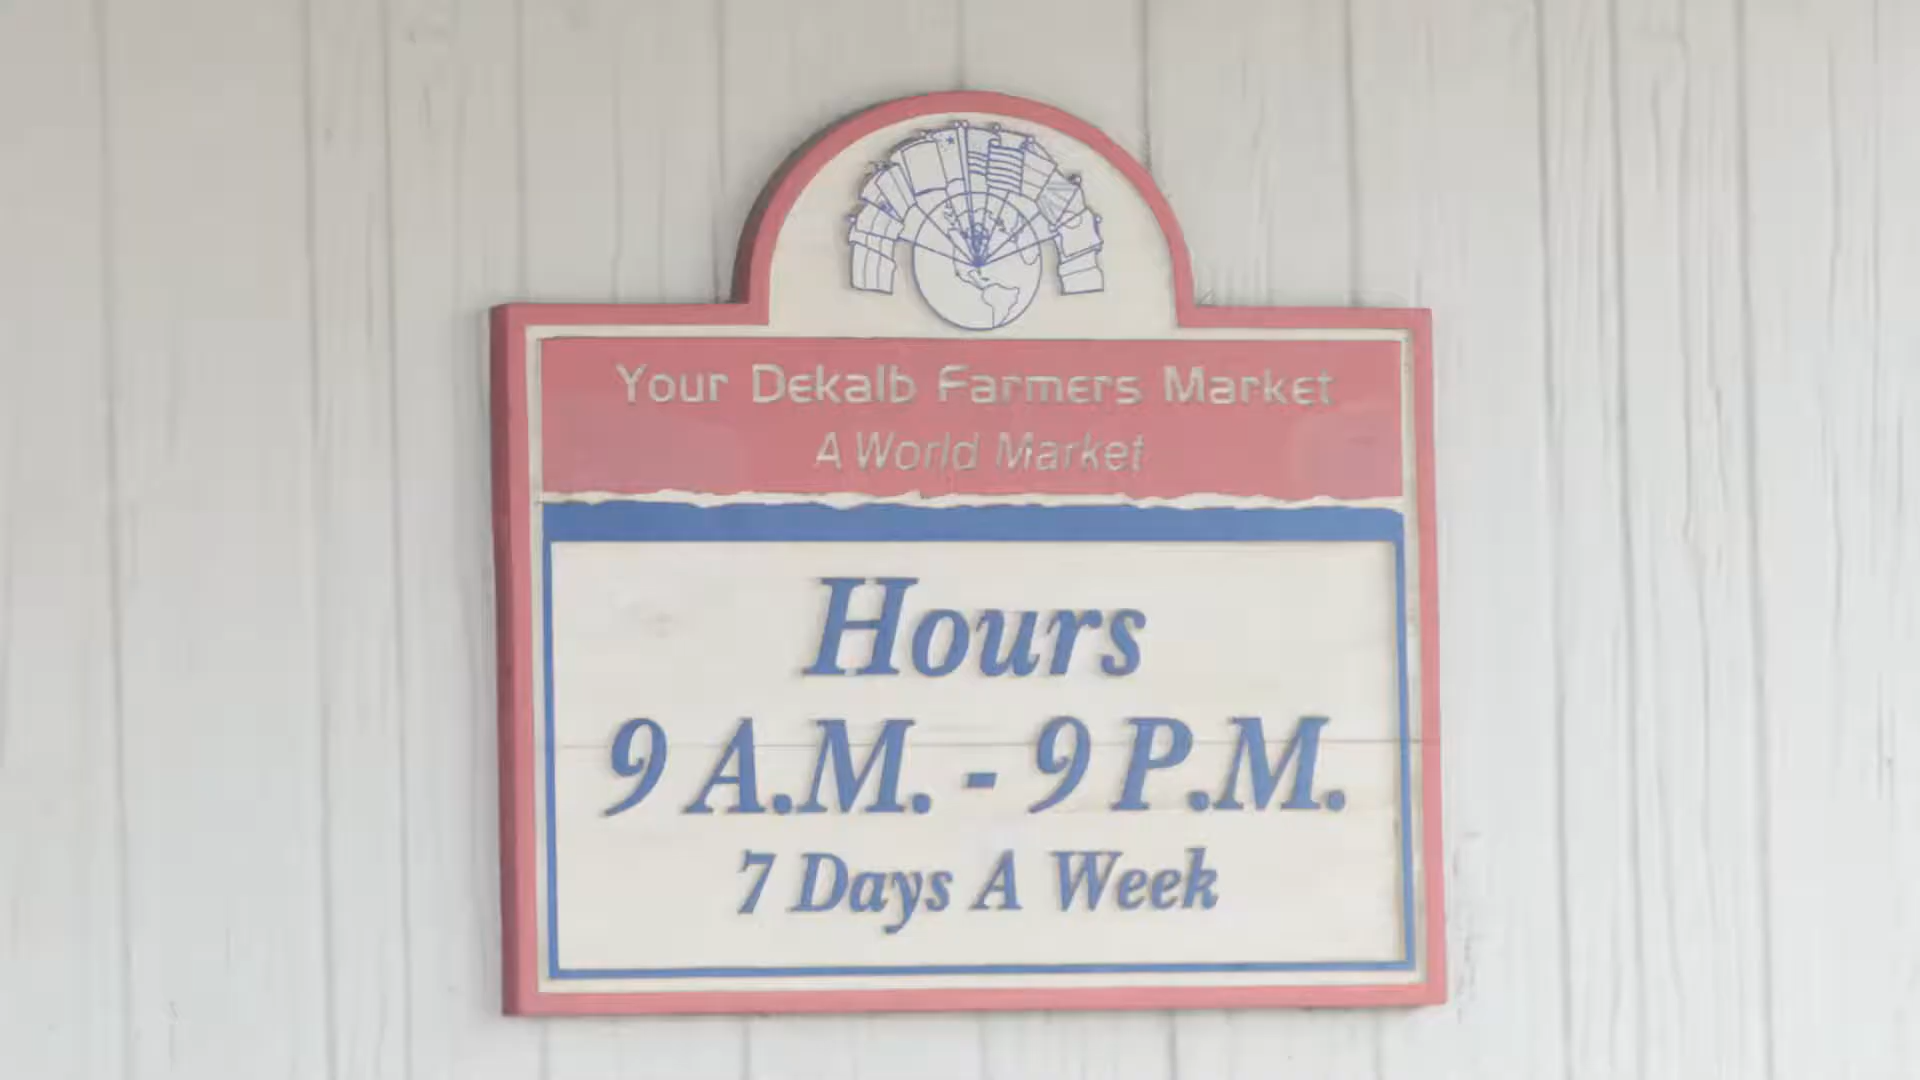 Your Dekalb Farmers Market
A World Market
Hours
9 A.M. - 9 P.M.
7 Days A Week